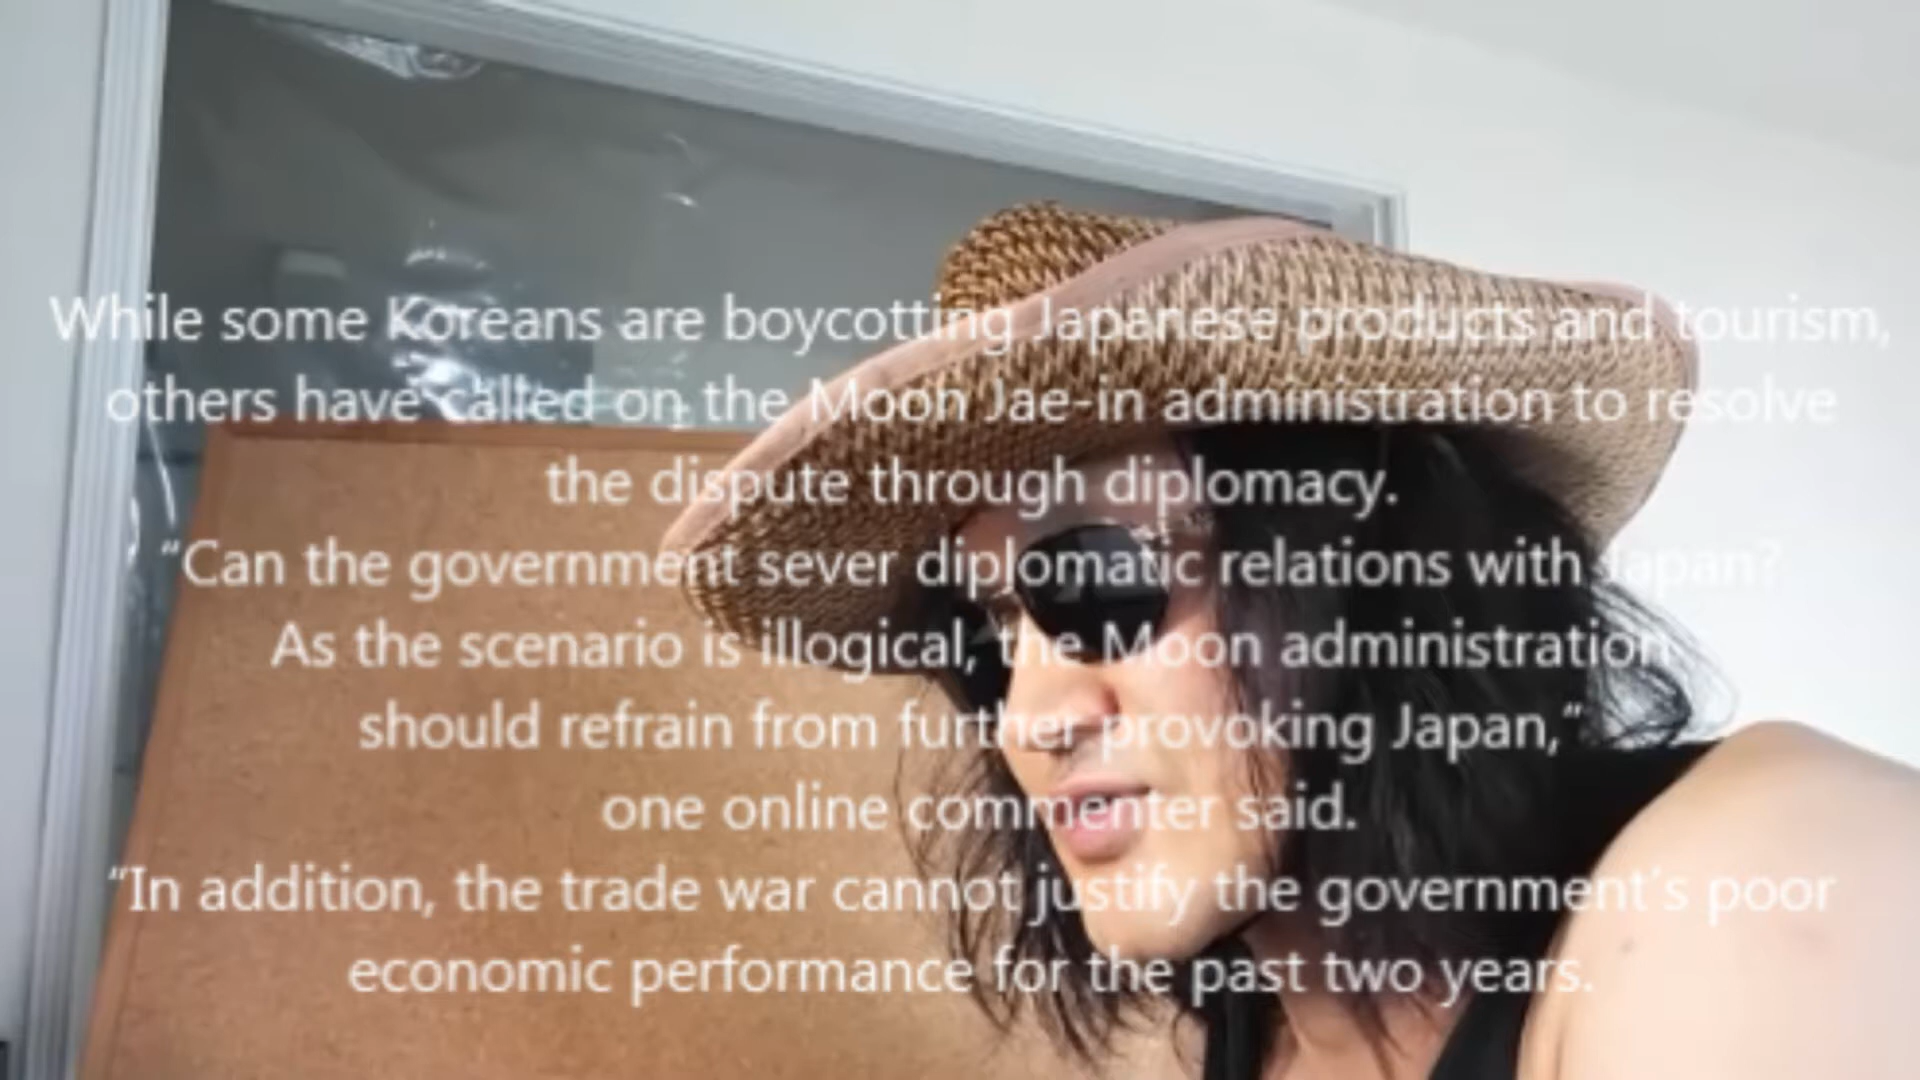 While some Koreans are boycotting Japanese products and tourism,
others have called on the Moon Jae-in administration to resolve
the dispute through diplomacy.
“Can the government sever diplomatic relations with Japan?
As the scenario is illogical, the Moon administration
should refrain from further provoking Japan,”
one online commenter said.
“In addition, the trade war cannot justify the government's poor
economic performance for the past two years.